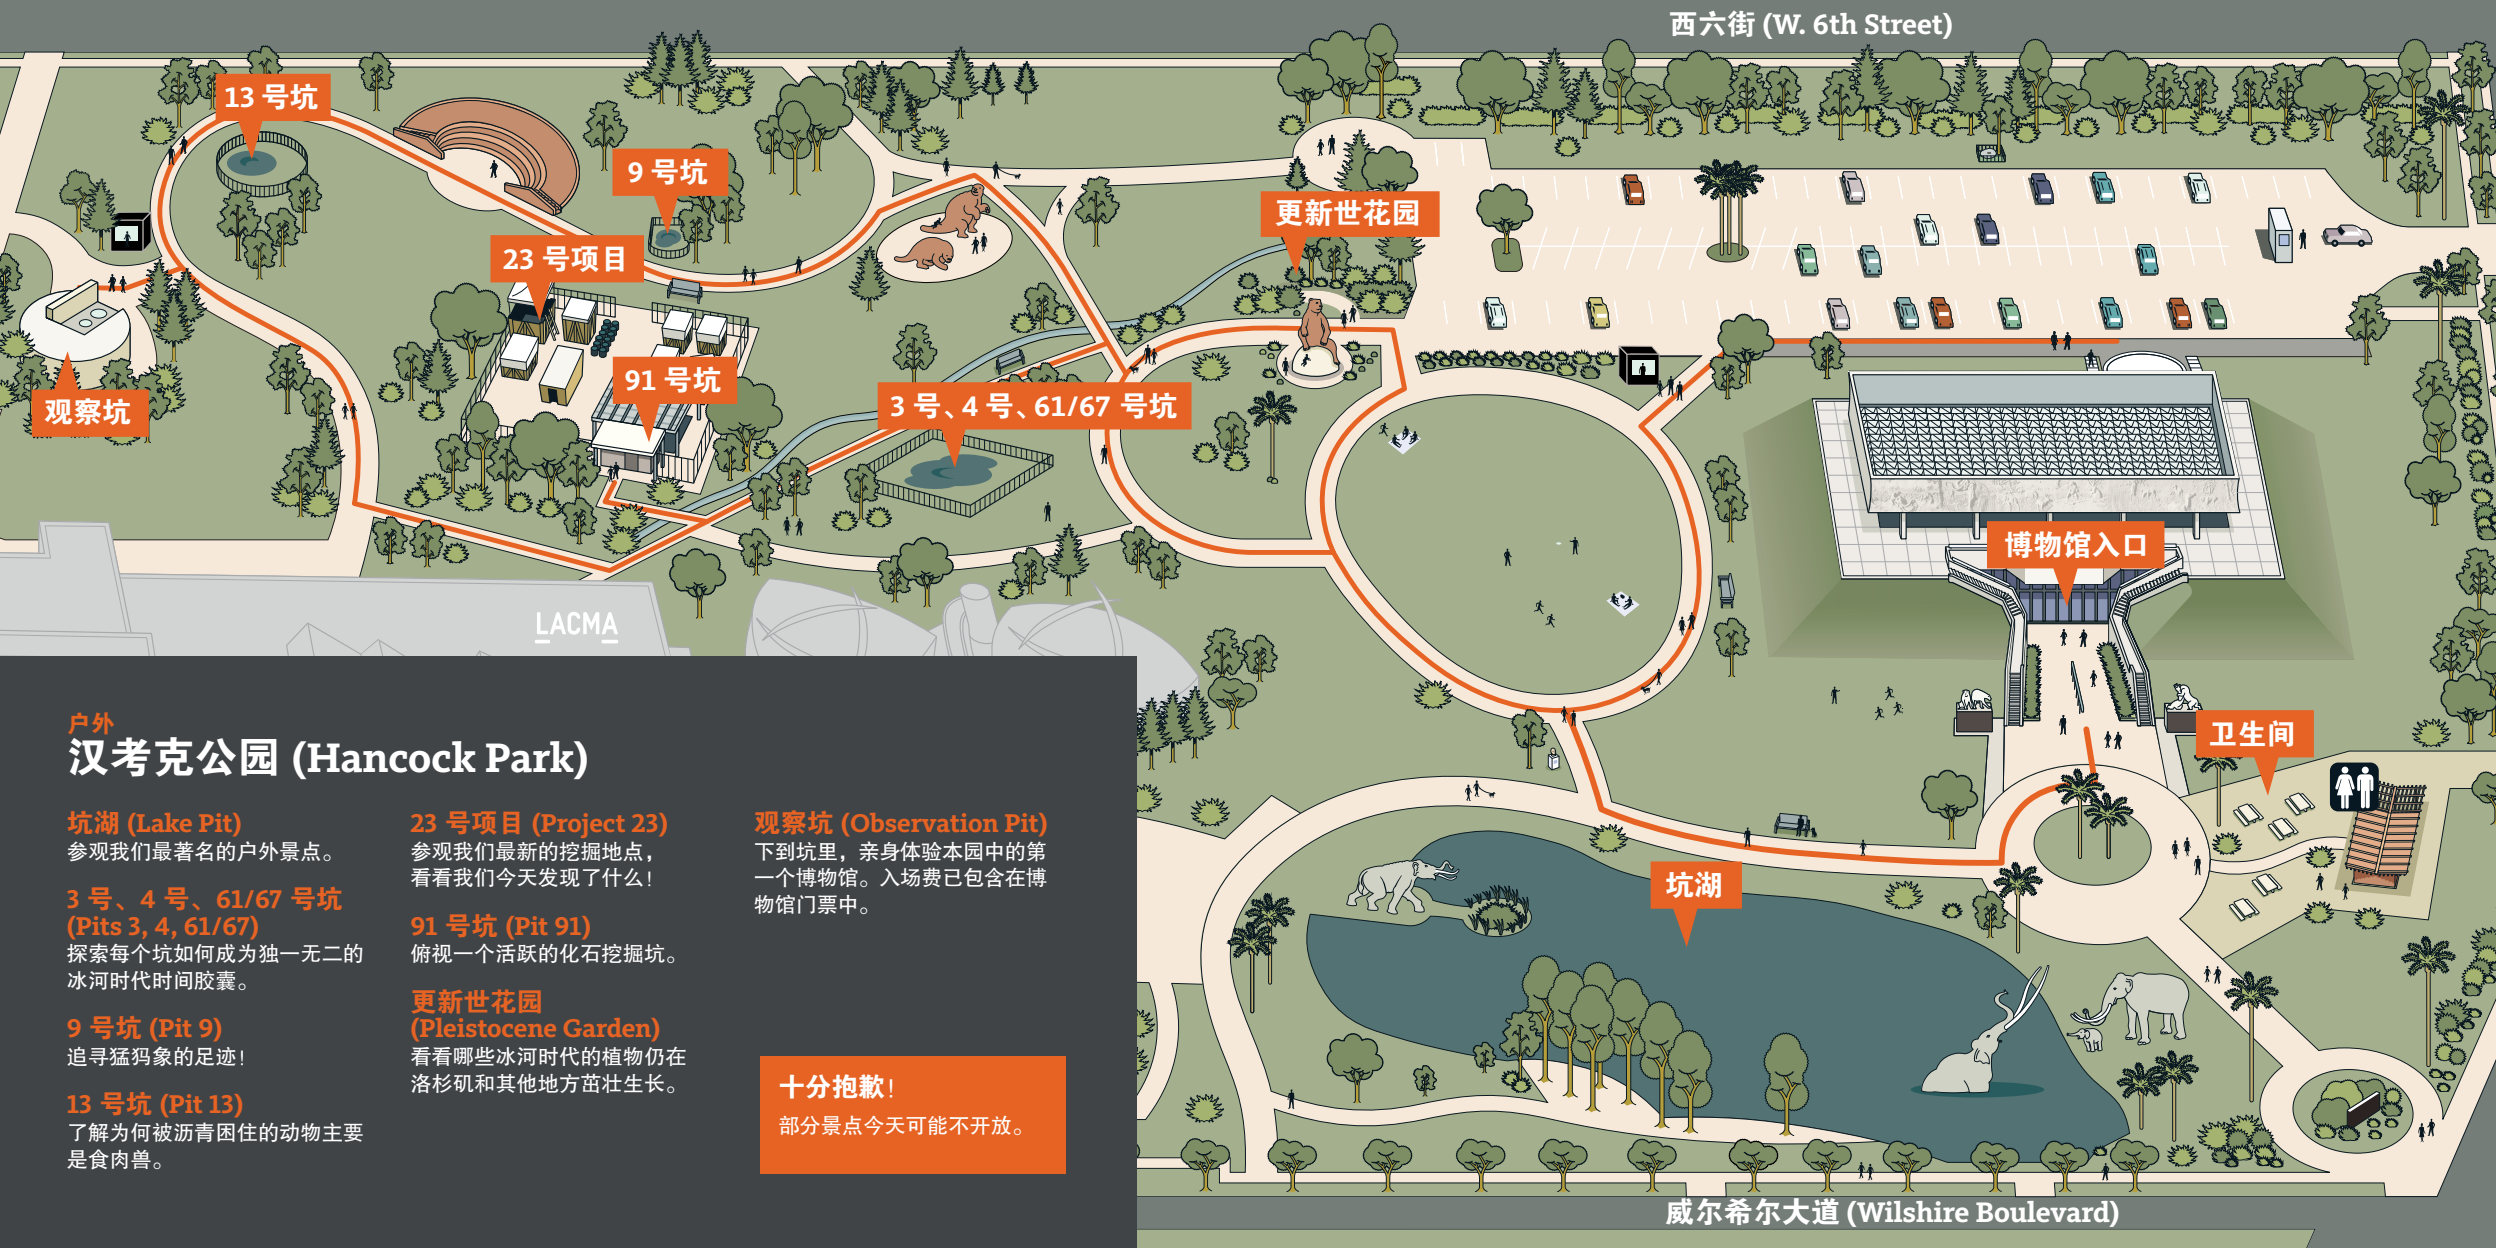 西六街 (W. 6th Street)
13 号坑
9 号坑
更新世花园
23 号项目
91 号坑
3 号、4 号、61/67 号坑
观察坑
博物馆入口
LACMA
卫生间
坑湖
威尔希尔大道 (Wilshire Boulevard)
户外
汉考克公园 (Hancock Park)
坑湖 (Lake Pit)
参观我们最著名的户外景点。
3 号、4 号、61/67 号坑
(Pits 3, 4, 61/67)
探索每个坑如何成为独一无二的
冰河时代时间胶囊。
9 号坑 (Pit 9)
追寻猛犸象的足迹！
13 号坑 (Pit 13)
了解为何被沥青困住的动物主要
是食肉兽。
23 号项目 (Project 23)
参观我们最新的挖掘地点，
看看我们今天发现了什么！
91 号坑 (Pit 91)
俯视一个活跃的化石挖掘坑。
更新世花园
(Pleistocene Garden)
看看哪些冰河时代的植物仍在
洛杉矶和其他地方茁壮生长。
观察坑 (Observation Pit)
下到坑里，亲身体验本园中的第
一个博物馆。入场费已包含在博
物馆门票中。
十分抱歉！
部分景点今天可能不开放。